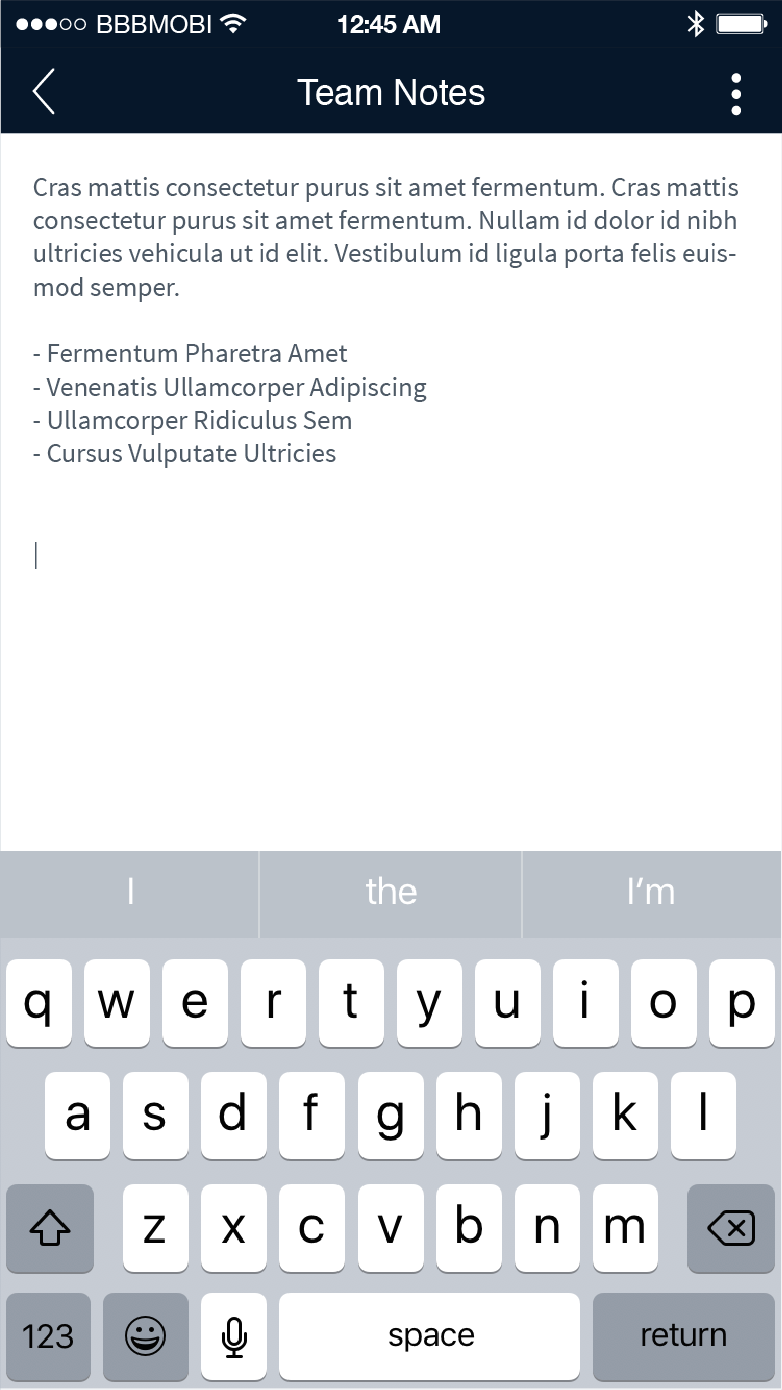 BBBMOBI 12:45 AM
Team Notes
Cras mattis consectetur purus sit amet fermentum. Cras mattis
consectetur purus sit amet fermentum. Nullam id dolor id nibh
ultricies vehicula ut id elit. Vestibulum id ligula porta felis euis-
mod semper.
- Fermentum Pharetra Amet
- Venenatis Ullamcorper Adipiscing
- Ullamcorper Ridiculus Sem
- Cursus Vulputate Ultricies
I the I’m
q w e r t y u i o p
a s d f g h j k l
z x c v b n m
123 space return